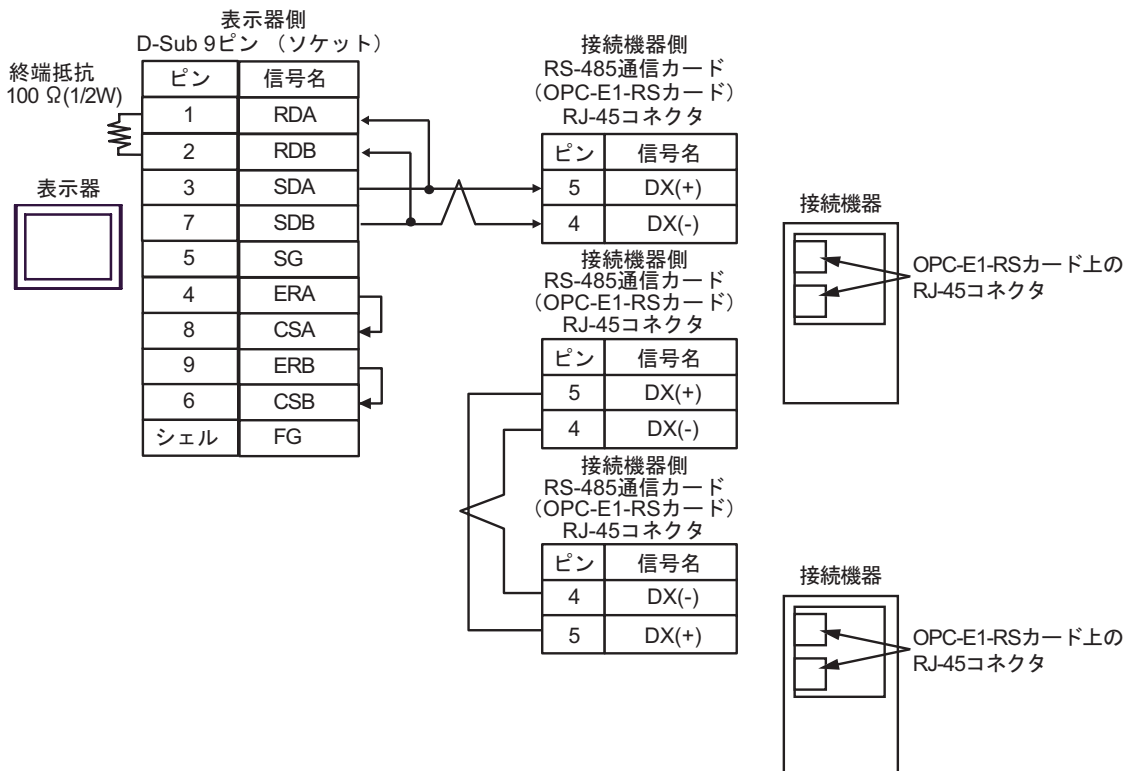 表示器側
D-Sub 9ピン （ソケット）
終端抵抗
100 Ω(1/2W)
ピン 信号名
1 RDA
2 RDB
3 SDA
7 SDB
5 SG
4 ERA
8 CSA
9 ERB
6 CSB
シェル FG
表示器
接続機器側
RS-485通信カード
（OPC-E1-RSカード）
RJ-45コネクタ
ピン 信号名
5 DX(+)
4 DX(-)
接続機器側
RS-485通信カード
（OPC-E1-RSカード）
RJ-45コネクタ
ピン 信号名
5 DX(+)
4 DX(-)
接続機器側
RS-485通信カード
（OPC-E1-RSカード）
RJ-45コネクタ
ピン 信号名
4 DX(-)
5 DX(+)
接続機器
OPC-E1-RSカード上の
RJ-45コネクタ
接続機器
OPC-E1-RSカード上の
RJ-45コネクタ